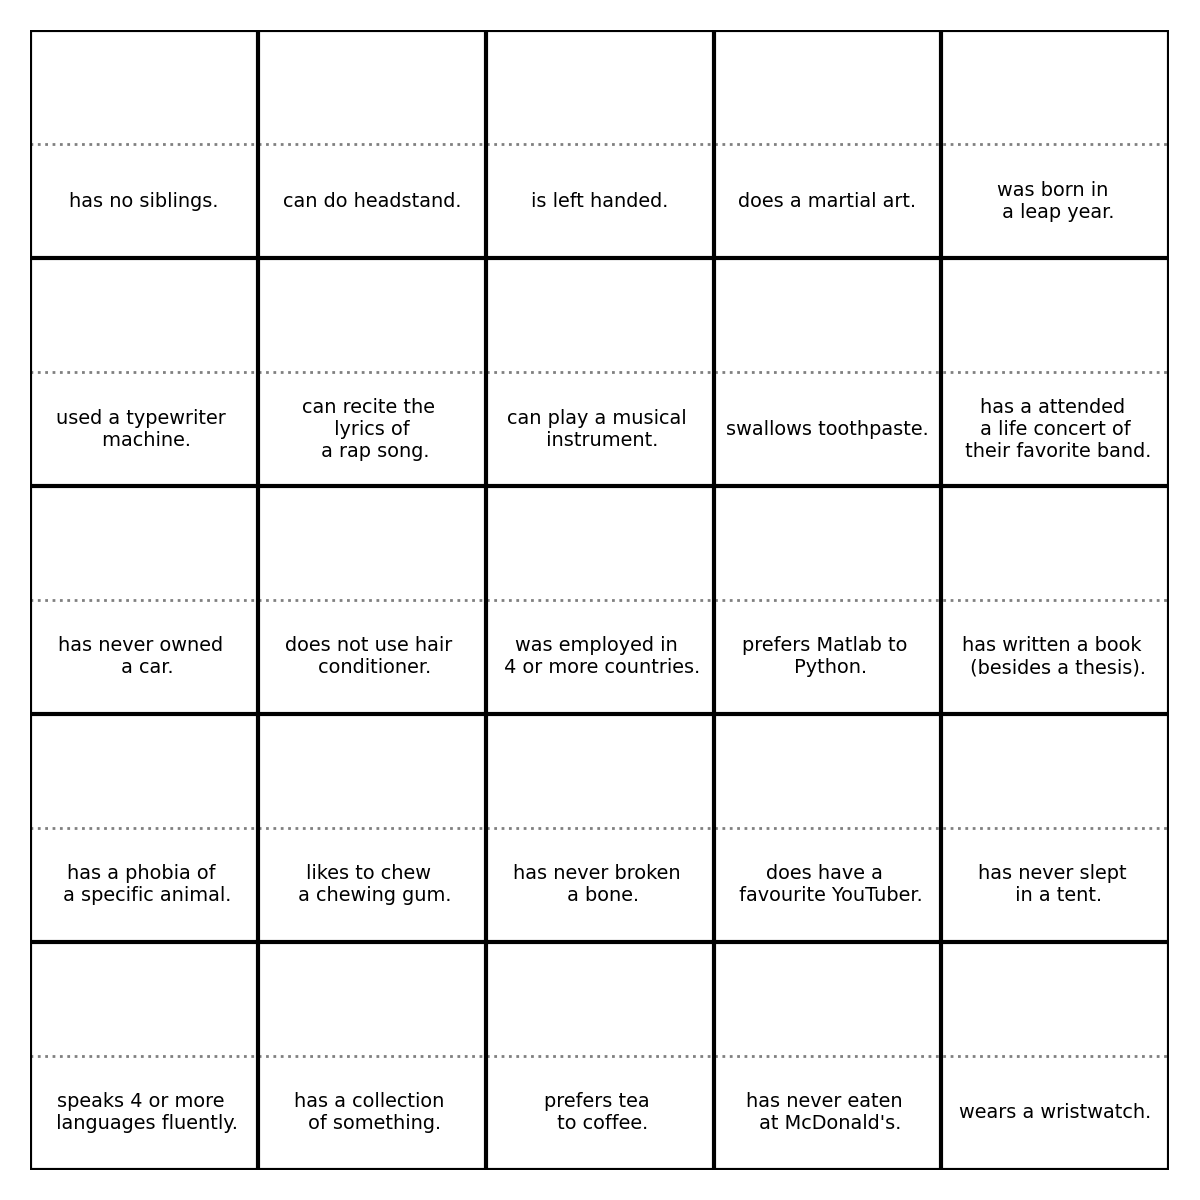 has no siblings.
can do headstand.
is left handed.
does a martial art.
was born in
a leap year.
used a typewriter
machine.
can recite the
lyrics of
a rap song.
can play a musical
instrument.
swallows toothpaste.
has a attended
a life concert of
their favorite band.
has never owned
a car.
does not use hair
conditioner.
was employed in
4 or more countries.
prefers Matlab to
Python.
has written a book
(besides a thesis).
has a phobia of
a specific animal.
likes to chew
a chewing gum.
has never broken
a bone.
does have a
favourite YouTuber.
has never slept
in a tent.
speaks 4 or more
languages fluently.
has a collection
of something.
prefers tea
to coffee.
has never eaten
at McDonald's.
wears a wristwatch.